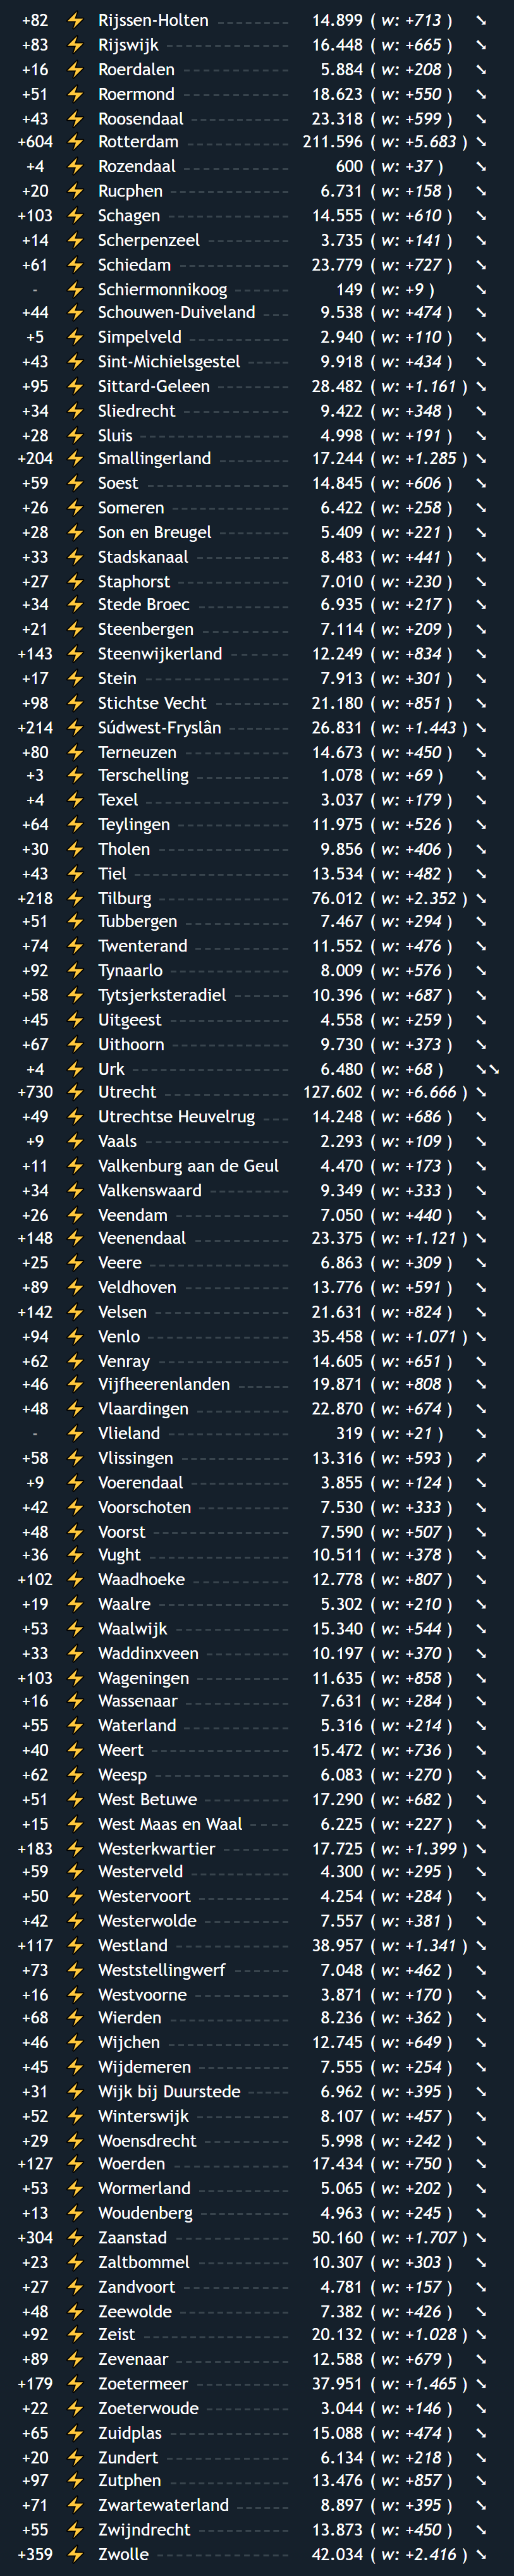 +82 ⚡ Rijssen-Holten 14.899 ( w: +713 ) ➘
+83 ⚡ Rijswijk 16.448 ( w: +665 ) ➘
+16 ⚡ Roerdalen 5.884 ( w: +208 ) ➘
+51 ⚡ Roermond 18.623 ( w: +550 ) ➘
+43 ⚡ Roosendaal 23.318 ( w: +599 ) ➘
+604 ⚡ Rotterdam 211.596 ( w: +5.683 ) ➘
+4 ⚡ Rozendaal 600 ( w: +37 ) ➘
+20 ⚡ Rucphen 6.731 ( w: +158 ) ➘
+103 ⚡ Schagen 14.555 ( w: +610 ) ➘
+14 ⚡ Scherpenzeel 3.735 ( w: +141 ) ➘
+61 ⚡ Schiedam 23.779 ( w: +727 ) ➘
- ⚡ Schiermonnikoog 149 ( w: +9 ) ➘
+44 ⚡ Schouwen-Duiveland 9.538 ( w: +474 ) ➘
+5 ⚡ Simpelveld 2.940 ( w: +110 ) ➘
+43 ⚡ Sint-Michielsgestel 9.918 ( w: +434 ) ➘
+95 ⚡ Sittard-Geleen 28.482 ( w: +1.161 ) ➘
+34 ⚡ Sliedrecht 9.422 ( w: +348 ) ➘
+28 ⚡ Sluis 4.998 ( w: +191 ) ➘
+204 ⚡ Smallingerland 17.244 ( w: +1.285 ) ➘
+59 ⚡ Soest 14.845 ( w: +606 ) ➘
+26 ⚡ Someren 6.422 ( w: +258 ) ➘
+28 ⚡ Son en Breugel 5.409 ( w: +221 ) ➘
+33 ⚡ Stadskanaal 8.483 ( w: +441 ) ➘
+27 ⚡ Staphorst 7.010 ( w: +230 ) ➘
+34 ⚡ Stede Broec 6.935 ( w: +217 ) ➘
+21 ⚡ Steenbergen 7.114 ( w: +209 ) ➘
+143 ⚡ Steenwijkerland 12.249 ( w: +834 ) ➘
+17 ⚡ Stein 7.913 ( w: +301 ) ➘
+98 ⚡ Stichtse Vecht 21.180 ( w: +851 ) ➘
+214 ⚡ Súdwest-Fryslân 26.831 ( w: +1.443 ) ➘
+80 ⚡ Terneuzen 14.673 ( w: +450 ) ➘
+3 ⚡ Terschelling 1.078 ( w: +69 ) ➘
+4 ⚡ Texel 3.037 ( w: +179 ) ➘
+64 ⚡ Teylingen 11.975 ( w: +526 ) ➘
+30 ⚡ Tholen 9.856 ( w: +406 ) ➘
+43 ⚡ Tiel 13.534 ( w: +482 ) ➘
+218 ⚡ Tilburg 76.012 ( w: +2.352 ) ➘
+51 ⚡ Tubbergen 7.467 ( w: +294 ) ➘
+74 ⚡ Twenterand 11.552 ( w: +476 ) ➘
+92 ⚡ Tynaarlo 8.009 ( w: +576 ) ➘
+58 ⚡ Tytsjerksteradiel 10.396 ( w: +687 ) ➘
+45 ⚡ Uitgeest 4.558 ( w: +259 ) ➘
+67 ⚡ Uithoorn 9.730 ( w: +373 ) ➘
+4 ⚡ Urk 6.480 ( w: +68 ) ➘➘
+730 ⚡ Utrecht 127.602 ( w: +6.666 ) ➘
+49 ⚡ Utrechtse Heuvelrug 14.248 ( w: +686 ) ➘
+9 ⚡ Vaals 2.293 ( w: +109 ) ➘
+11 ⚡ Valkenburg aan de Geul 4.470 ( w: +173 ) ➘
+34 ⚡ Valkenswaard 9.349 ( w: +333 ) ➘
+26 ⚡ Veendam 7.050 ( w: +440 ) ➘
+148 ⚡ Veenendaal 23.375 ( w: +1.121 ) ➘
+25 ⚡ Veere 6.863 ( w: +309 ) ➘
+89 ⚡ Veldhoven 13.776 ( w: +591 ) ➘
+142 ⚡ Velsen 21.631 ( w: +824 ) ➘
+94 ⚡ Venlo 35.458 ( w: +1.071 ) ➘
+62 ⚡ Venray 14.605 ( w: +651 ) ➘
+46 ⚡ Vijfheerenlanden 19.871 ( w: +808 ) ➘
+48 ⚡ Vlaardingen 22.870 ( w: +674 ) ➘
- ⚡ Vlieland 319 ( w: +21 ) ➘
+58 ⚡ Vlissingen 13.316 ( w: +593 ) ➚
+9 ⚡ Voerendaal 3.855 ( w: +124 ) ➘
+42 ⚡ Voorschoten 7.530 ( w: +333 ) ➘
+48 ⚡ Voorst 7.590 ( w: +507 ) ➘
+36 ⚡ Vught 10.511 ( w: +378 ) ➘
+102 ⚡ Waadhoeke 12.778 ( w: +807 ) ➘
+19 ⚡ Waalre 5.302 ( w: +210 ) ➘
+53 ⚡ Waalwijk 15.340 ( w: +544 ) ➘
+33 ⚡ Waddinxveen 10.197 ( w: +370 ) ➘
+103 ⚡ Wageningen 11.635 ( w: +858 ) ➘
+16 ⚡ Wassenaar 7.631 ( w: +284 ) ➘
+55 ⚡ Waterland 5.316 ( w: +214 ) ➘
+40 ⚡ Weert 15.472 ( w: +736 ) ➘
+62 ⚡ Weesp 6.083 ( w: +270 ) ➘
+51 ⚡ West Betuwe 17.290 ( w: +682 ) ➘
+15 ⚡ West Maas en Waal 6.225 ( w: +227 ) ➘
+183 ⚡ Westerkwartier 17.725 ( w: +1.399 ) ➘
+59 ⚡ Westerveld 4.300 ( w: +295 ) ➘
+50 ⚡ Westervoort 4.254 ( w: +284 ) ➘
+42 ⚡ Westerwolde 7.557 ( w: +381 ) ➘
+117 ⚡ Westland 38.957 ( w: +1.341 ) ➘
+73 ⚡ Weststellingwerf 7.048 ( w: +462 ) ➘
+16 ⚡ Westvoorne 3.871 ( w: +170 ) ➘
+68 ⚡ Wierden 8.236 ( w: +362 ) ➘
+46 ⚡ Wijchen 12.745 ( w: +649 ) ➘
+45 ⚡ Wijdemeren 7.555 ( w: +254 ) ➘
+31 ⚡ Wijk bij Duurstede 6.962 ( w: +395 ) ➘
+52 ⚡ Winterswijk 8.107 ( w: +457 ) ➘
+29 ⚡ Woensdrecht 5.998 ( w: +242 ) ➘
+127 ⚡ Woerden 17.434 ( w: +750 ) ➘
+53 ⚡ Wormerland 5.065 ( w: +202 ) ➘
+13 ⚡ Woudenberg 4.963 ( w: +245 ) ➘
+304 ⚡ Zaanstad 50.160 ( w: +1.707 ) ➘
+23 ⚡ Zaltbommel 10.307 ( w: +303 ) ➘
+27 ⚡ Zandvoort 4.781 ( w: +157 ) ➘
+48 ⚡ Zeewolde 7.382 ( w: +426 ) ➘
+92 ⚡ Zeist 20.132 ( w: +1.028 ) ➘
+89 ⚡ Zevenaar 12.588 ( w: +679 ) ➘
+179 ⚡ Zoetermeer 37.951 ( w: +1.465 ) ➘
+22 ⚡ Zoeterwoude 3.044 ( w: +146 ) ➘
+65 ⚡ Zuidplas 15.088 ( w: +474 ) ➘
+20 ⚡ Zundert 6.134 ( w: +218 ) ➘
+97 ⚡ Zutphen 13.476 ( w: +857 ) ➘
+71 ⚡ Zwartewaterland 8.897 ( w: +395 ) ➘
+55 ⚡ Zwijndrecht 13.873 ( w: +450 ) ➘
+359 ⚡ Zwolle 42.034 ( w: +2.416 ) ➘